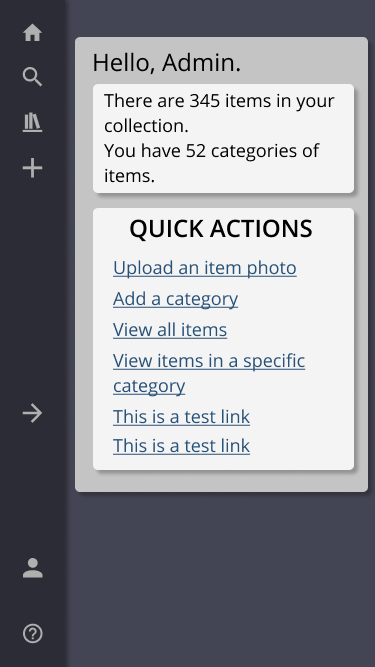 Hello, Admin.
There are 345 items in your
collection.
You have 52 categories of
items.
QUICK ACTIONS
Upload an item photo
Add a category
View all items
View items in a specific
category
This is a test link
This is a test link